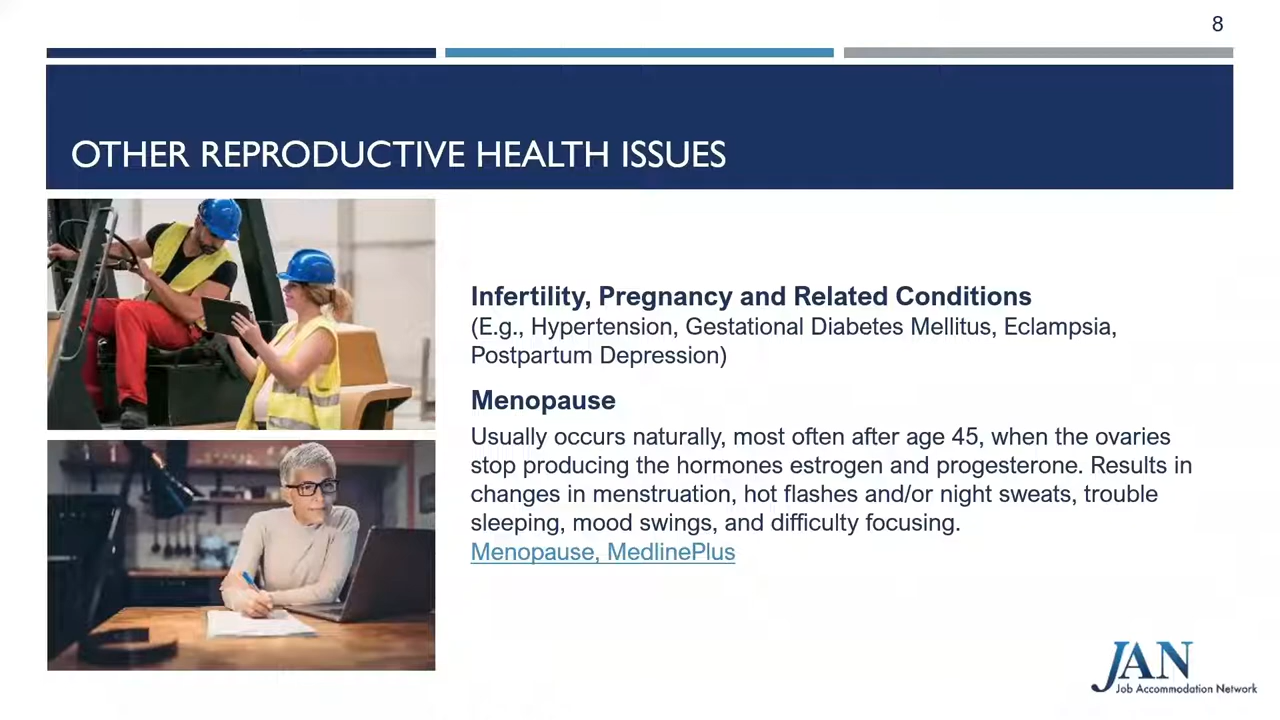 8
OTHER REPRODUCTIVE HEALTH ISSUES
Infertility, Pregnancy and Related Conditions
(E.g., Hypertension, Gestational Diabetes Mellitus, Eclampsia,
Postpartum Depression)
Menopause
Usually occurs naturally, most often after age 45, when the ovaries
stop producing the hormones estrogen and progesterone. Results in
changes in menstruation, hot flashes and/or night sweats, trouble
sleeping, mood swings, and difficulty focusing.
Menopause, MedlinePlus
JAN
Job Accommodation Network